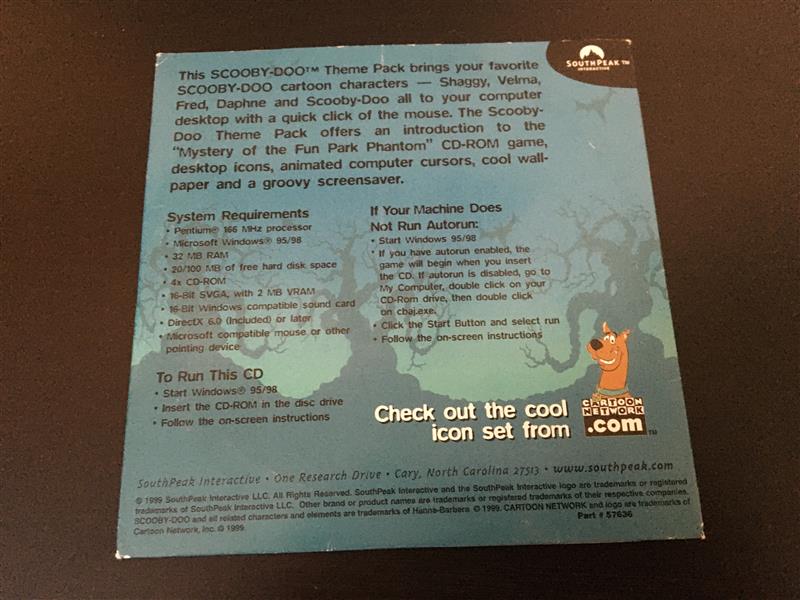 This SCOOBY-DOO™ Theme Pack brings your favorite
SCOOBY-DOO cartoon characters — Shaggy, Velma,
Fred, Daphne and Scooby-Doo all to your computer
desktop with a quick click of the mouse. The Scooby-
Doo Theme Pack offers an introduction to the
"Mystery of the Fun Park Phantom" CD-ROM game,
desktop icons, animated computer cursors, cool wall-
paper and a groovy screensaver.
SOUTHPEAK™
INTERACTIVE
System Requirements
• Pentium® 166 MHz processor
• Microsoft Windows® 95/98
• 32 MB RAM
• 20/100 MB of free hard disk space
• 4x CD-ROM
• 16-Bit SVGA, with 2 MB VRAM
• 16-Bit Windows compatible sound card
• DirectX 6.0 (Included) or later
• Microsoft compatible mouse or other
pointing device
To Run This CD
• Start Windows® 95/98
• Insert the CD-ROM in the disc drive
• Follow the on-screen instructions
If Your Machine Does
Not Run Autorun:
• Start Windows 95/98
• If you have autorun enabled, the
game will begin when you insert
the CD. If autorun is disabled, go to
My Computer, double click on your
CD-Rom drive, then double click
on cbaj.exe.
• Click the Start Button and select run
• Follow the on-screen instructions
Check out the cool
icon set from
CARTOON
NETWORK
.com™
SouthPeak Interactive • One Research Drive • Cary, North Carolina 27513 • www.southpeak.com
© 1999 SouthPeak Interactive LLC. All Rights Reserved. SouthPeak Interactive and the SouthPeak Interactive logo are trademarks or registered
trademarks of SouthPeak Interactive LLC. Other brand or product names are trademarks or registered trademarks of their respective companies.
SCOOBY-DOO and all related characters and elements are trademarks of Hanna-Barbera © 1999. CARTOON NETWORK and logo are trademarks of
Cartoon Network, Inc. © 1999.
Part # 57636